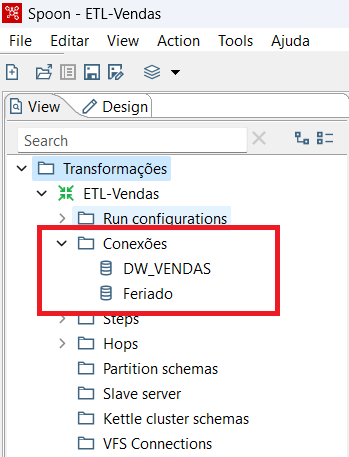 Spoon - ETL-Vendas
File Editar View Action Tools Ajuda
View Design
Search
Transformações
ETL-Vendas
Run configurations
Conexões
DW_VENDAS
Feriado
Steps
Hops
Partition schemas
Slave server
Kettle cluster schemas
VFS Connections